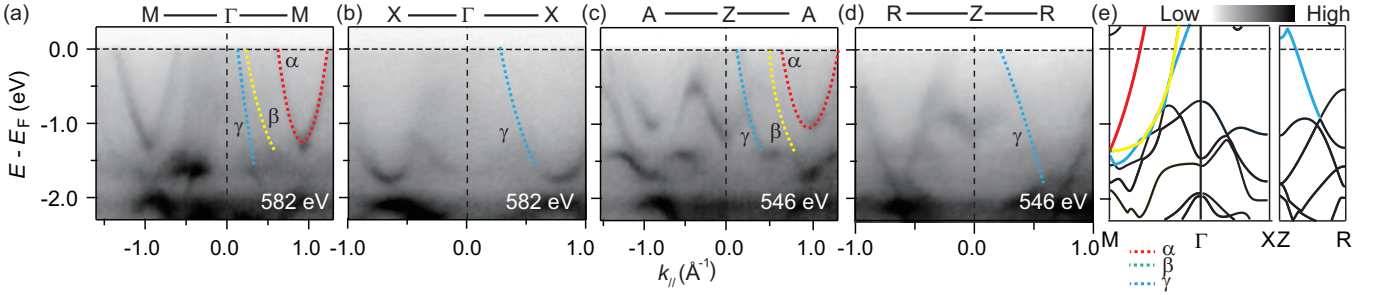 (a) M Γ M
(b) X Γ X
(c) A Z A
(d) R Z R
(e) Low High
E - E_F (eV)
0.0
-1.0
-2.0
α
β
γ
582 eV
γ
582 eV
α
β
γ
546 eV
γ
546 eV
-1.0 0.0 1.0
-1.0 0.0 1.0
-1.0 0.0 1.0
-1.0 0.0 1.0
k_// (Å⁻¹)
M Γ X Z R
α
β
γ